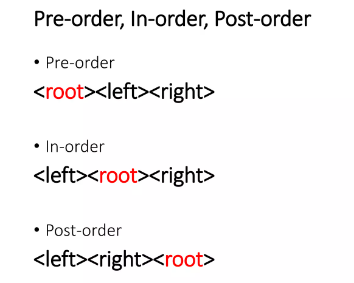 Pre-order, In-order, Post-order
• Pre-order
<root><left><right>
• In-order
<left><root><right>
• Post-order
<left><right><root>